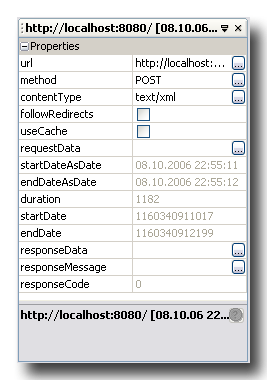 http://localhost:8080/ [08.10.06...
Properties
url http://localhost:... ...
method POST ...
contentType text/xml ...
followRedirects
useCache
requestData ...
startDateAsDate 08.10.2006 22:55:11
endDateAsDate 08.10.2006 22:55:12
duration 1182
startDate 1160340911017
endDate 1160340912199
responseData ...
responseMessage ...
responseCode 0
http://localhost:8080/ [08.10.06 22... ?